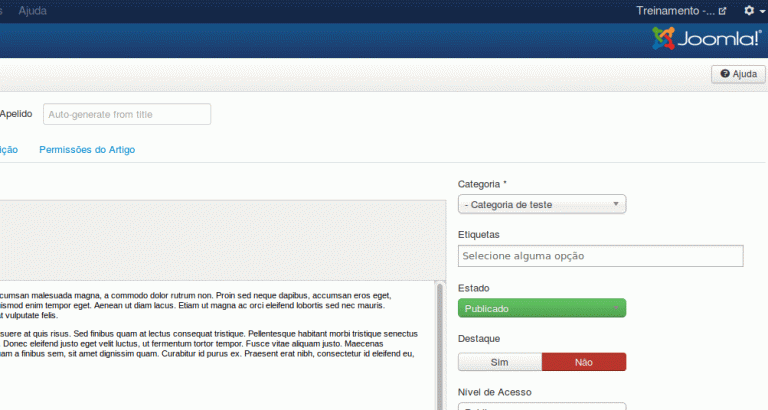 Ajuda
Treinamento -...
Joomla!
Ajuda
Apelido
Auto-generate from title
ição
Permissões do Artigo
Categoria *
- Categoria de teste
Etiquetas
Selecione alguma opção
Estado
Publicado
Destaque
Sim
Não
Nível de Acesso
cumsan malesuada magna, a commodo dolor rutrum non. Proin sed neque dapibus, accumsan eros eget,
uismod enim tempor eget. Aenean ut diam lacus. Etiam ut magna ac orci eleifend lobortis sed nec mauris.
at vulputate felis.
suere at quis risus. Sed finibus quam at lectus consequat tristique. Pellentesque habitant morbi tristique senectus
. Donec eleifend justo eget velit luctus, ut fermentum tortor tempor. Fusce vitae aliquam justo. Maecenas
uam a finibus sem, sit amet dignissim quam. Curabitur id purus ex. Praesent erat nibh, consectetur id eleifend eu,